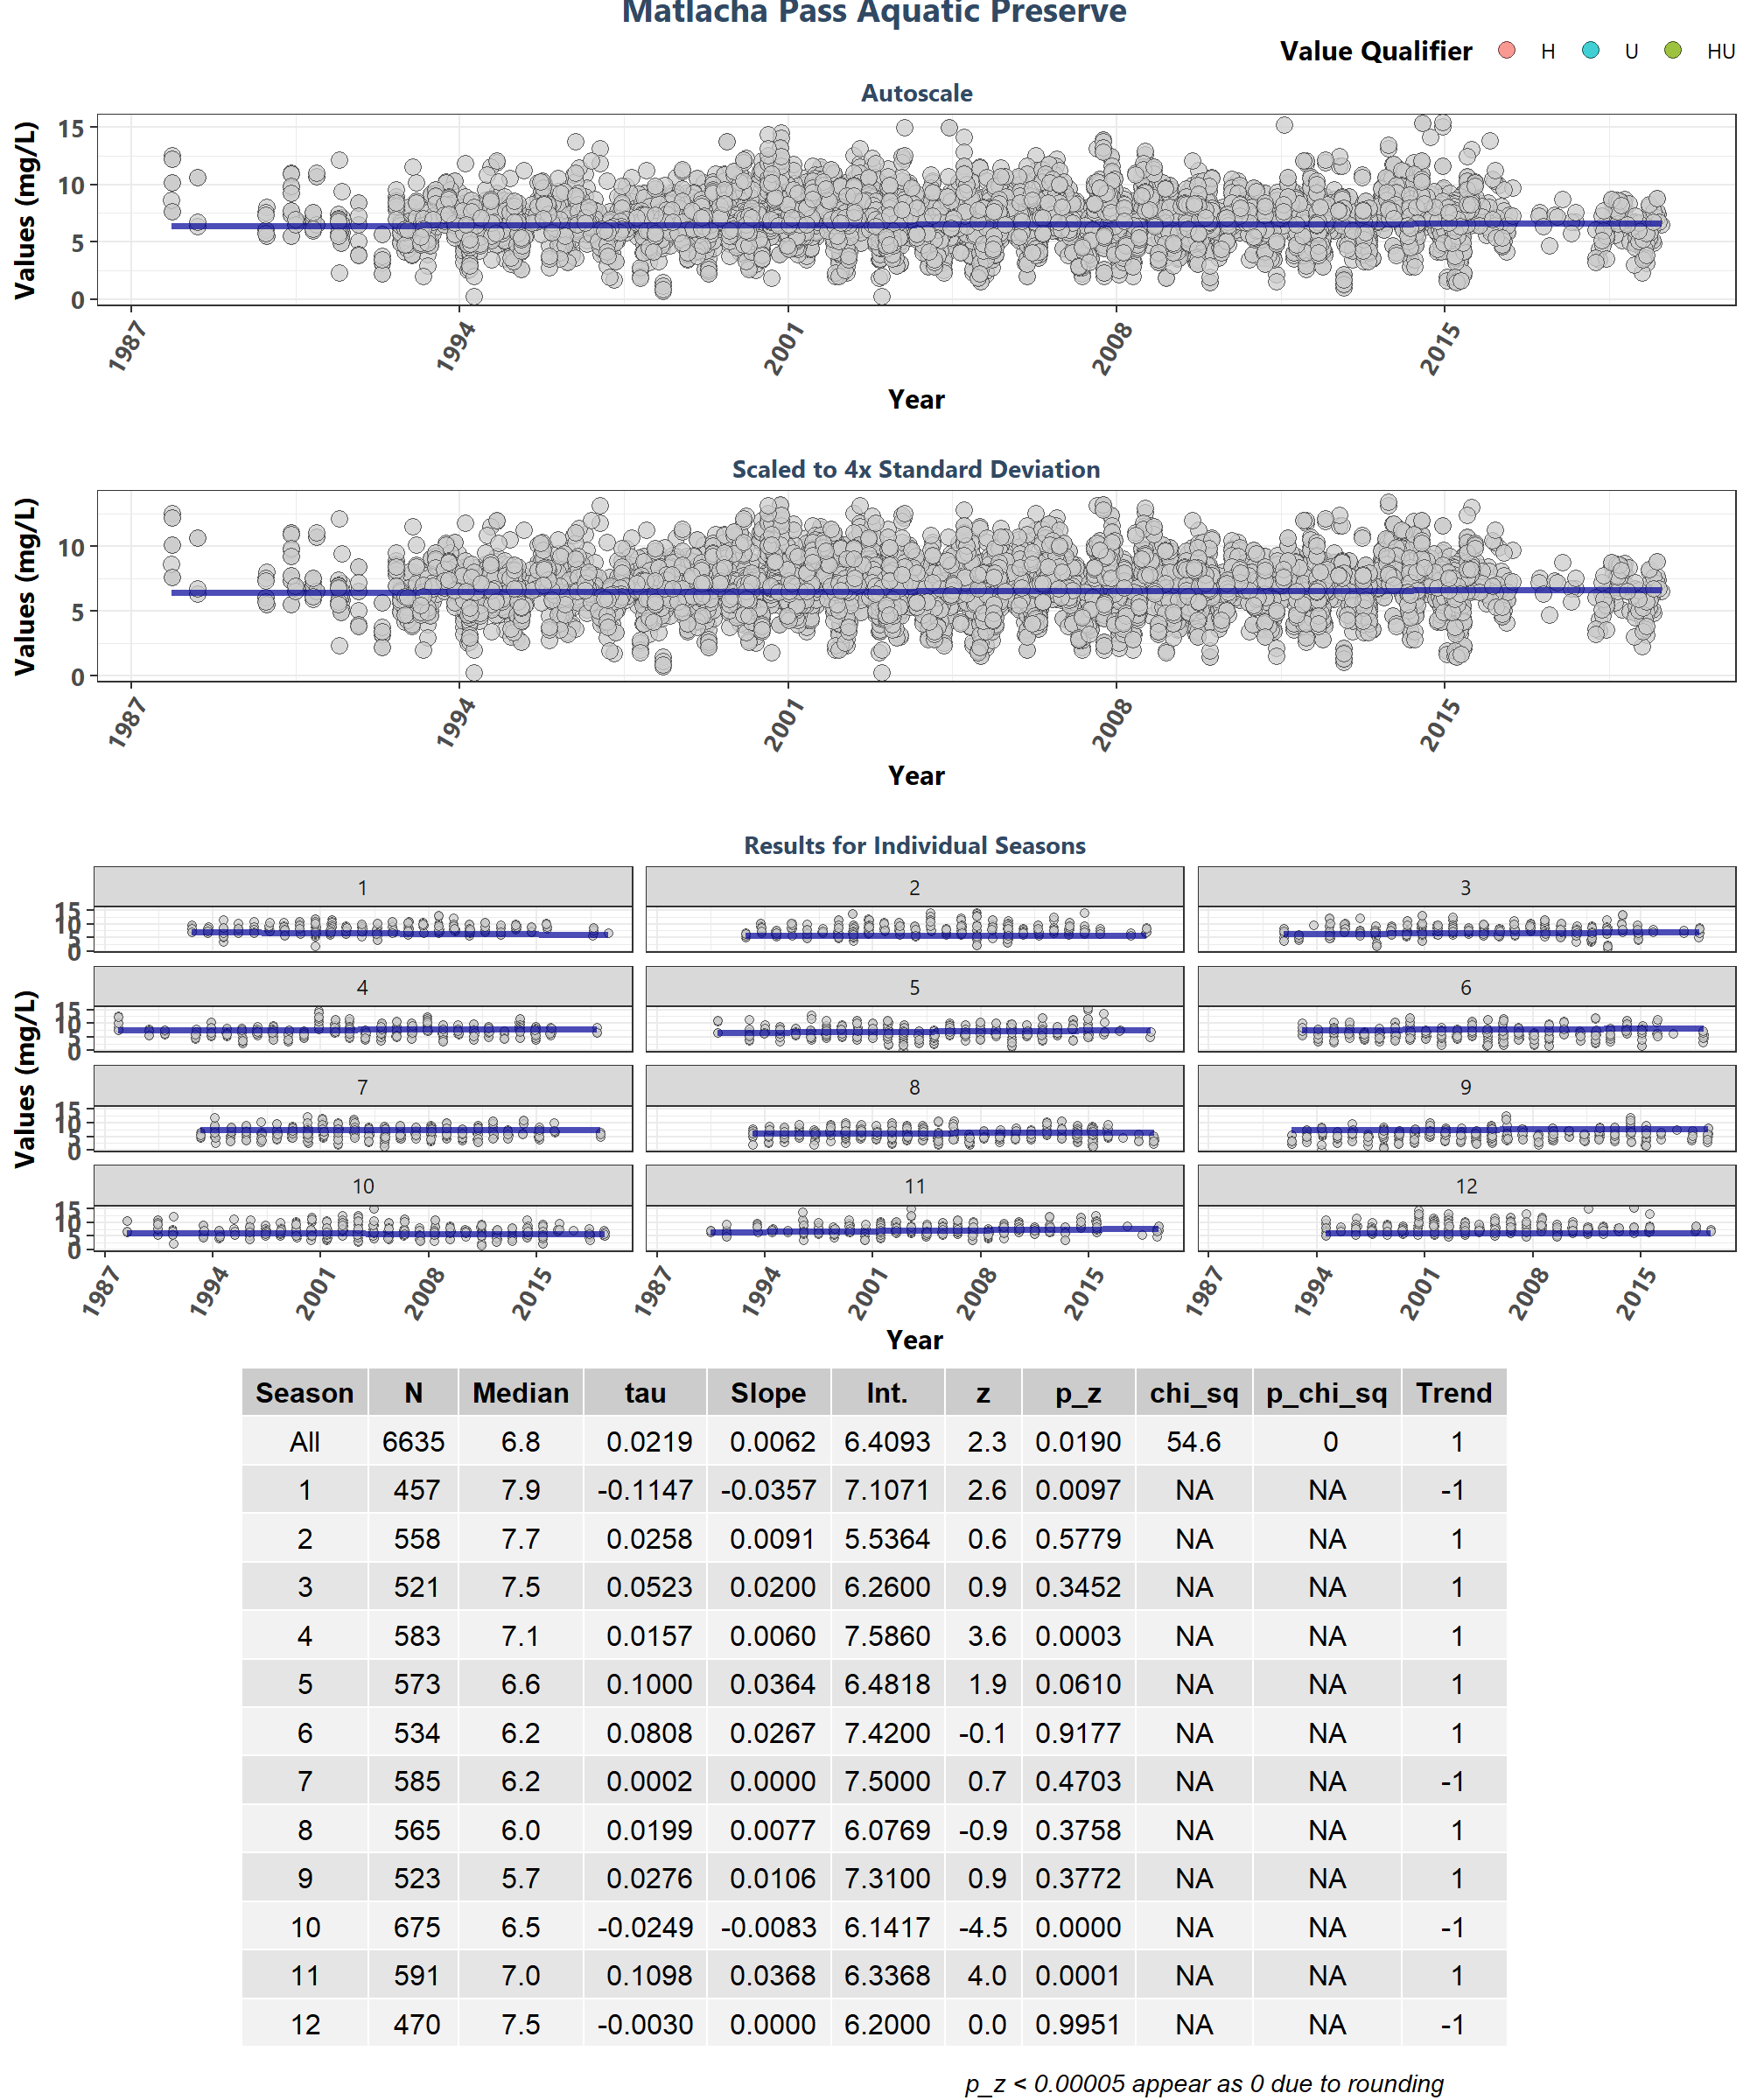 Matlacha Pass Aquatic Preserve
Value Qualifier H U HU
Autoscale
Values (mg/L)
15
10
5
0
1987 1994 2001 2008 2015
Year
Scaled to 4x Standard Deviation
Values (mg/L)
10
5
0
1987 1994 2001 2008 2015
Year
Results for Individual Seasons
Values (mg/L)
1 2 3
15
10
5
0
4 5 6
15
10
5
0
7 8 9
15
10
5
0
10 11 12
15
10
5
0
1987 1994 2001 2008 2015 1987 1994 2001 2008 2015 1987 1994 2001 2008 2015
Year
Season N Median tau Slope Int. z p_z chi_sq p_chi_sq Trend
All 6635 6.8 0.0219 0.0062 6.4093 2.3 0.0190 54.6 0 1
1 457 7.9 -0.1147 -0.0357 7.1071 2.6 0.0097 NA NA -1
2 558 7.7 0.0258 0.0091 5.5364 0.6 0.5779 NA NA 1
3 521 7.5 0.0523 0.0200 6.2600 0.9 0.3452 NA NA 1
4 583 7.1 0.0157 0.0060 7.5860 3.6 0.0003 NA NA 1
5 573 6.6 0.1000 0.0364 6.4818 1.9 0.0610 NA NA 1
6 534 6.2 0.0808 0.0267 7.4200 -0.1 0.9177 NA NA 1
7 585 6.2 0.0002 0.0000 7.5000 0.7 0.4703 NA NA -1
8 565 6.0 0.0199 0.0077 6.0769 -0.9 0.3758 NA NA 1
9 523 5.7 0.0276 0.0106 7.3100 0.9 0.3772 NA NA 1
10 675 6.5 -0.0249 -0.0083 6.1417 -4.5 0.0000 NA NA -1
11 591 7.0 0.1098 0.0368 6.3368 4.0 0.0001 NA NA 1
12 470 7.5 -0.0030 0.0000 6.2000 0.0 0.9951 NA NA -1
p_z < 0.00005 appear as 0 due to rounding